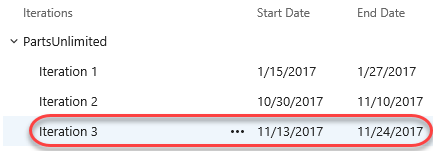 Iterations Start Date End Date
PartsUnlimited
Iteration 1 1/15/2017 1/27/2017
Iteration 2 10/30/2017 11/10/2017
Iteration 3 ••• 11/13/2017 11/24/2017